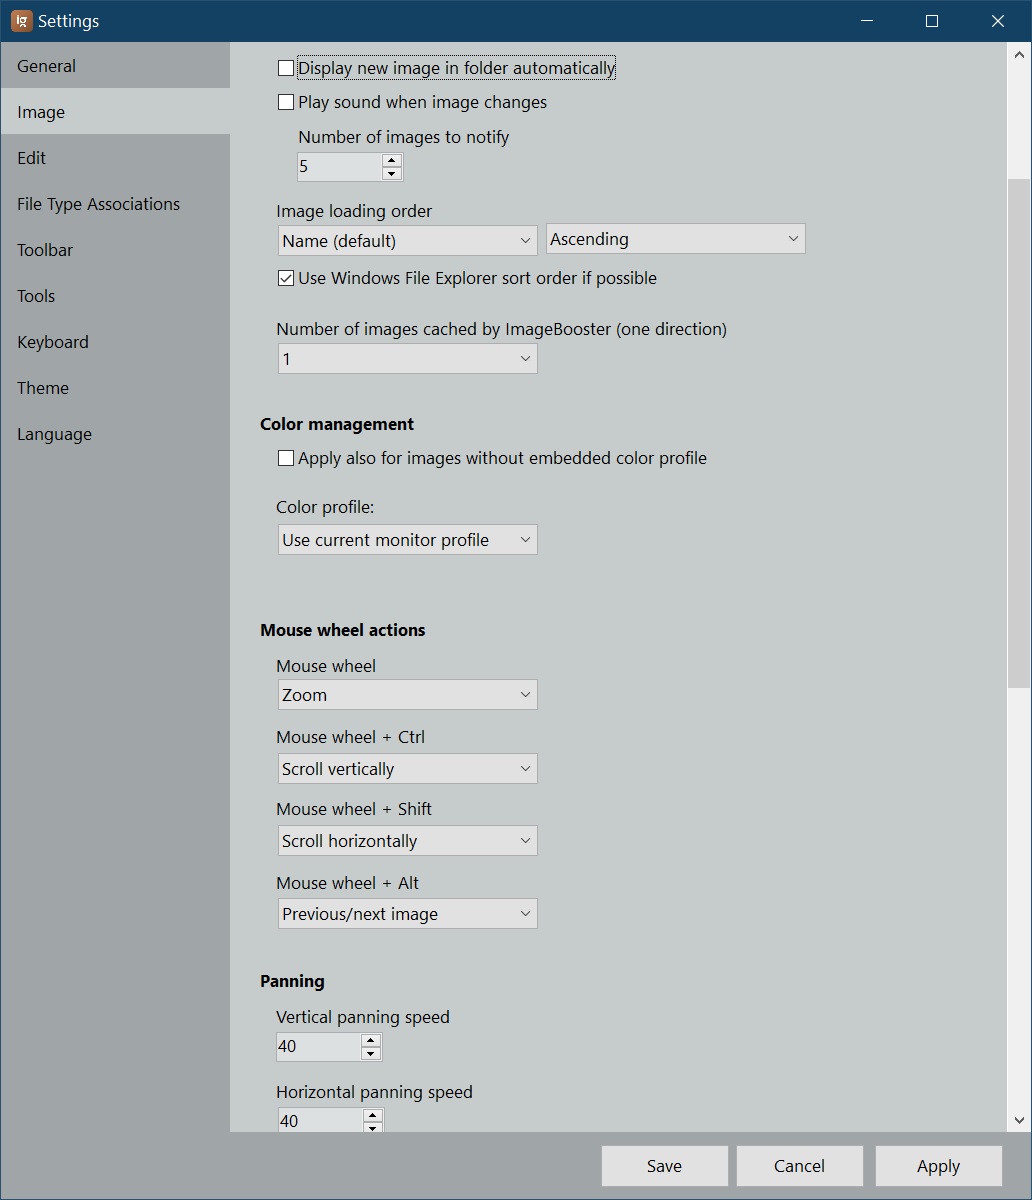 ig Settings
General
Image
Edit
File Type Associations
Toolbar
Tools
Keyboard
Theme
Language
Display new image in folder automatically
Play sound when image changes
Number of images to notify
5
Image loading order
Name (default) Ascending
Use Windows File Explorer sort order if possible
Number of images cached by ImageBooster (one direction)
1
Color management
Apply also for images without embedded color profile
Color profile:
Use current monitor profile
Mouse wheel actions
Mouse wheel
Zoom
Mouse wheel + Ctrl
Scroll vertically
Mouse wheel + Shift
Scroll horizontally
Mouse wheel + Alt
Previous/next image
Panning
Vertical panning speed
40
Horizontal panning speed
40
Save Cancel Apply